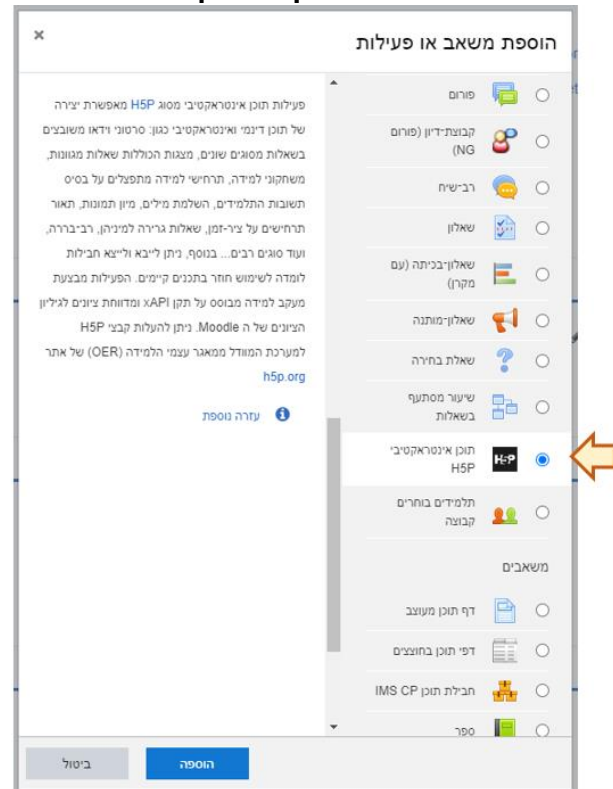 הוספת משאב או פעילות
×
פורום
קבוצת-דיון (פורום
NG)
רב-שיח
שאלון
שאלון-בכיתה (עם
מקרן)
שאלון-מותנה
שאלת בחירה
שיעור מסתעף
בשאלות
תוכן אינטראקטיבי
H5P
H5P
תלמידים בוחרים
קבוצה
משאבים
דף תוכן מעוצב
דפי תוכן בחוצצים
חבילת תוכן IMS CP
ספר
פעילות תוכן אינטראקטיבי מסוג H5P מאפשרת יצירה
של תוכן דינמי ואינטראקטיבי כגון: סרטוני וידאו משובצים
בשאלות מסוגים שונים, מצגות הכוללות שאלות מגוונות,
משחקוני למידה, תרחישי למידה מתפצלים על בסיס
תשובות התלמידים, השלמת מילים, מיון תמונות, תאור
תרחישים על ציר-זמן, שאלות גרירה למיניהן, רב-בררה,
ועוד סוגים רבים... בנוסף, ניתן לייבא ולייצא חבילות
לומדה לשימוש חוזר בתכנים קיימים. הפעילות מבצעת
מעקב למידה מבוסס על תקן xAPI ומדווחת ציונים לגיליון
הציונים של ה Moodle. ניתן להעלות קבצי H5P
למערכת המוודל ממאגר עצמי הלמידה (OER) של אתר
h5p.org
עזרה נוספת
הוספה
ביטול